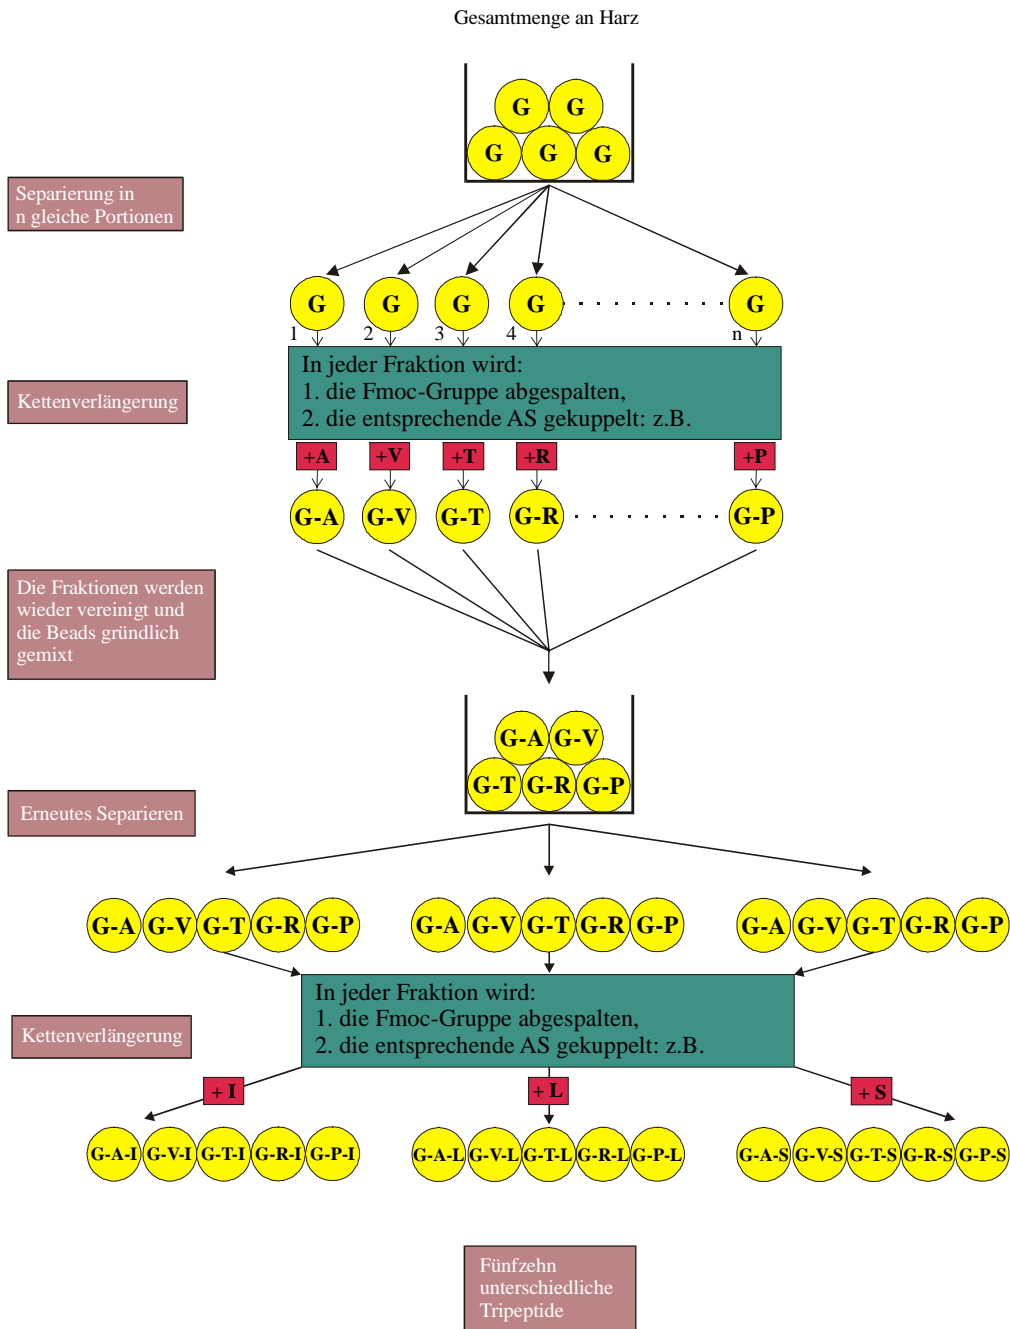 Gesamtmenge an Harz
G G
G G G
Separierung in
n gleiche Portionen
G G G G G
1 2 3 4 n
Kettenverlängerung
In jeder Fraktion wird:
1. die Fmoc-Gruppe abgespalten,
2. die entsprechende AS gekuppelt: z.B.
+A +V +T +R +P
G-A G-V G-T G-R G-P
Die Fraktionen werden
wieder vereinigt und
die Beads gründlich
gemixt
G-A G-V
G-T G-R G-P
Erneutes Separieren
G-A G-V G-T G-R G-P G-A G-V G-T G-R G-P G-A G-V G-T G-R G-P
Kettenverlängerung
In jeder Fraktion wird:
1. die Fmoc-Gruppe abgespalten,
2. die entsprechende AS gekuppelt: z.B.
+ I + L + S
G-A-I G-V-I G-T-I G-R-I G-P-I G-A-L G-V-L G-T-L G-R-L G-P-L G-A-S G-V-S G-T-S G-R-S G-P-S
Fünfzehn
unterschiedliche
Tripeptide